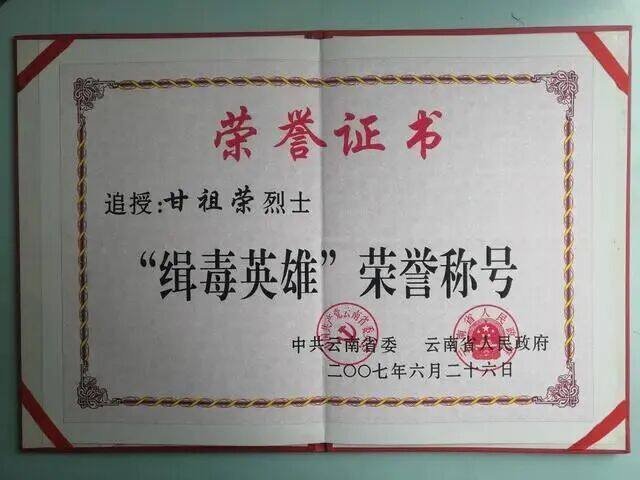 荣誉证书
追授:甘祖荣烈士
“缉毒英雄”荣誉称号
中共云南省委 云南省人民政府
二〇〇七年六月二十六日